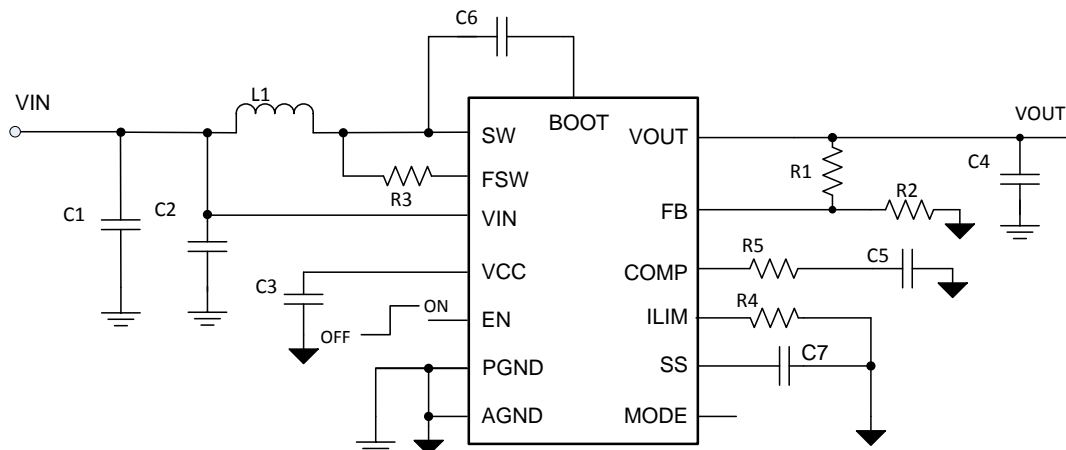 C6
VIN
L1
BOOT
VOUT
SW
VOUT
C4
R1
FSW
R3
R2
C1
C2
VIN
FB
R5
C5
VCC
COMP
C3
ON
R4
EN
ILIM
OFF
C7
PGND
SS
AGND
MODE